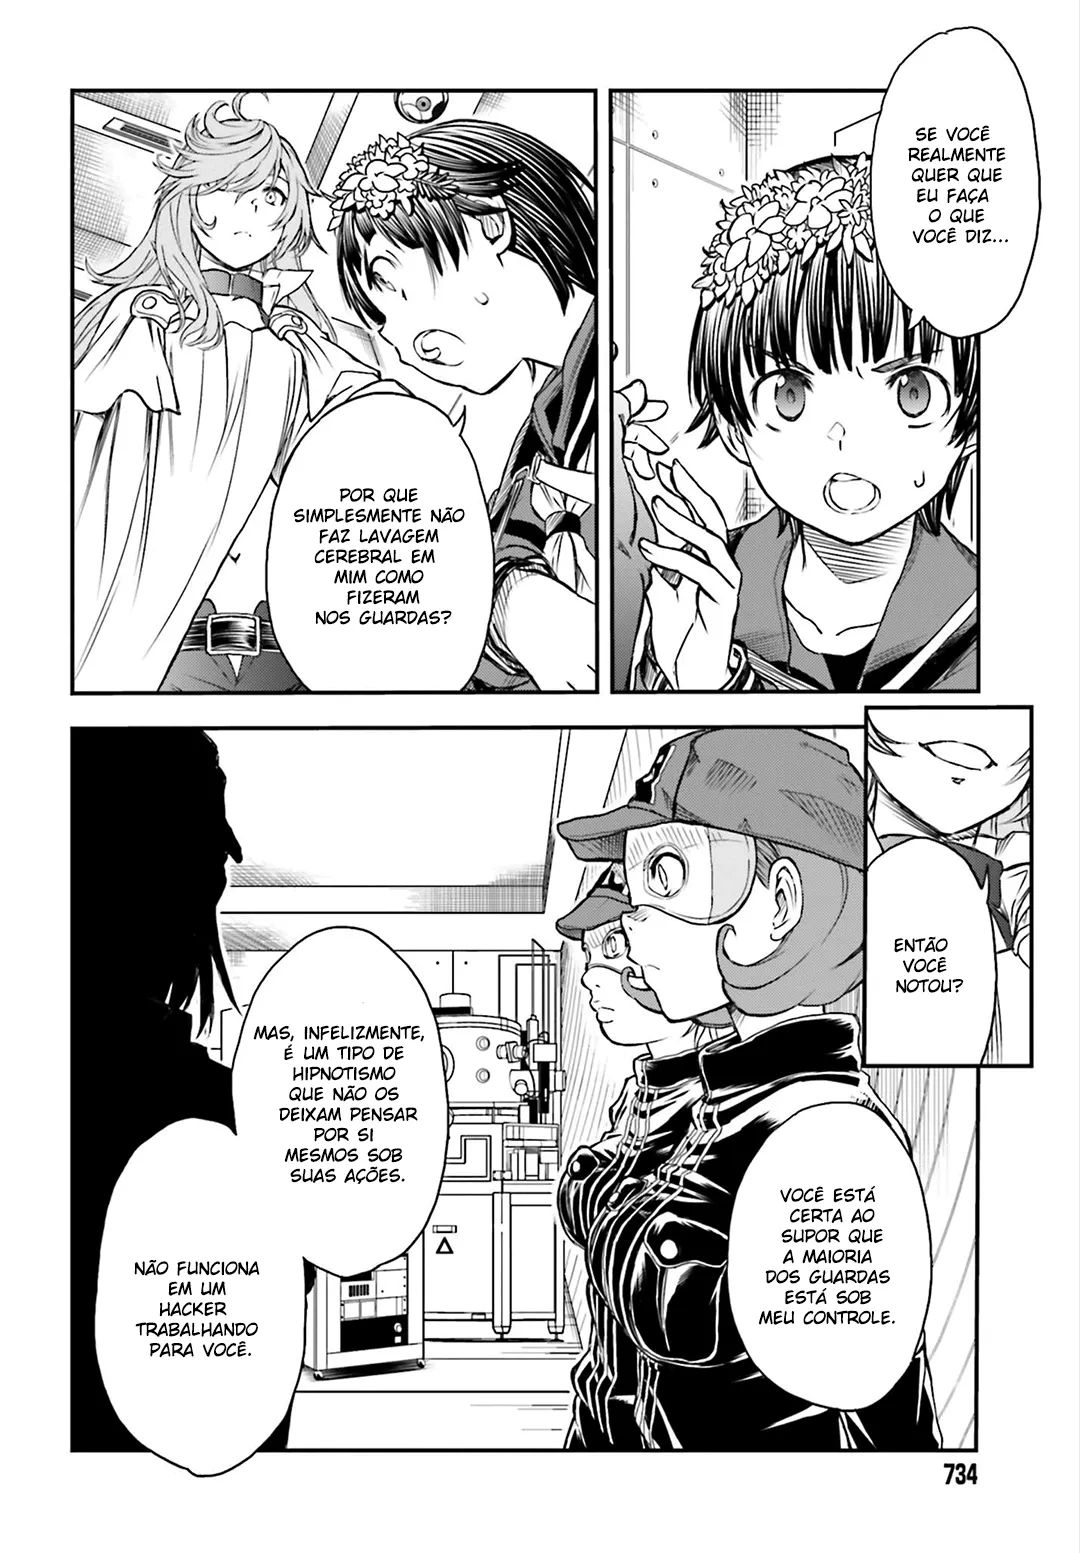 SE VOCÊ
REALMENTE
QUER QUE
EU FAÇA
O QUE
VOCÊ DIZ...
POR QUE
SIMPLESMENTE NÃO
FAZ LAVAGEM
CEREBRAL EM
MIM COMO
FIZERAM
NOS GUARDAS?
ENTÃO
VOCÊ
NOTOU?
VOCÊ ESTÁ
CERTA AO
SUPOR QUE
A MAIORIA
DOS GUARDAS
ESTÁ SOB
MEU CONTROLE.
MAS, INFELIZMENTE,
É UM TIPO DE
HIPNOTISMO
QUE NÃO OS
DEIXAM PENSAR
POR SI
MESMOS SOB
SUAS AÇÕES.
NÃO FUNCIONA
EM UM
HACKER
TRABALHANDO
PARA VOCÊ.
734